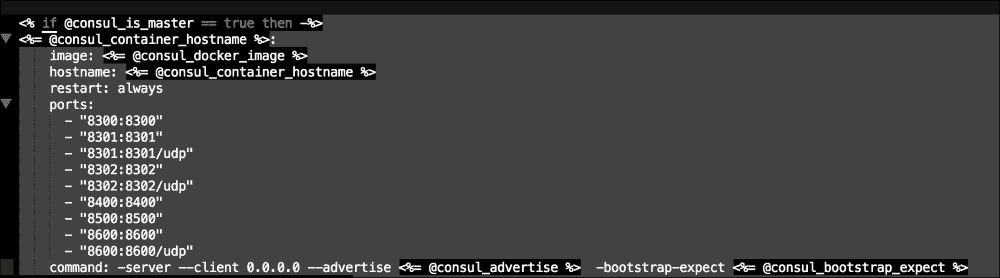 <% if @consul_is_master == true then -%>
<%= @consul_container_hostname %>:
image: <%= @consul_docker_image %>
hostname: <%= @consul_container_hostname %>
restart: always
ports:
- "8300:8300"
- "8301:8301"
- "8301:8301/udp"
- "8302:8302"
- "8302:8302/udp"
- "8400:8400"
- "8500:8500"
- "8600:8600"
- "8600:8600/udp"
command: -server --client 0.0.0.0 --advertise <%= @consul_advertise %>  -bootstrap-expect <%= @consul_bootstrap_expect %>